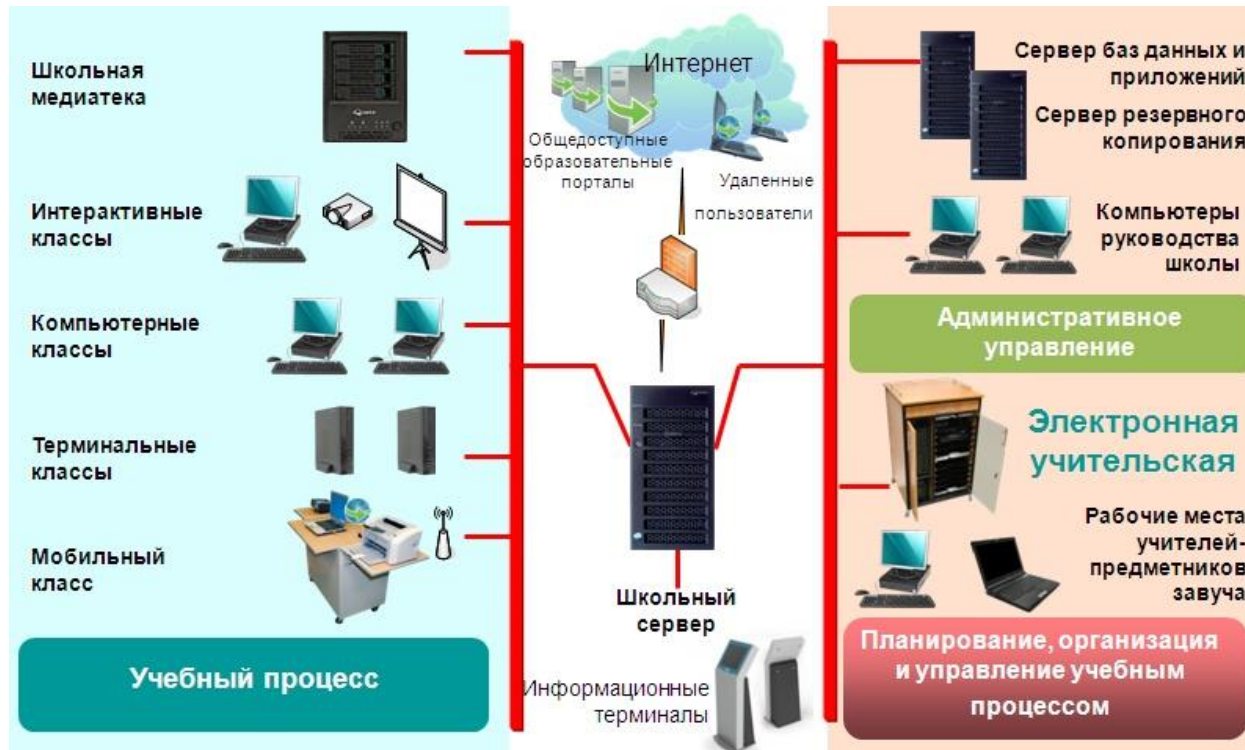 Школьная
медиатека
Интерактивные
классы
Компьютерные
классы
Терминальные
классы
Мобильный
класс
Учебный процесс
Интернет
Общедоступные
образовательные
порталы
Удаленные
пользователи
Школьный
сервер
Информационные
терминалы
Сервер баз данных и
приложений
Сервер резервного
копирования
Компьютеры
руководства
школы
Административное
управление
Электронная
учительская
Рабочие места
учителей-
предметников
завуча
Планирование, организация
и управление учебным
процессом